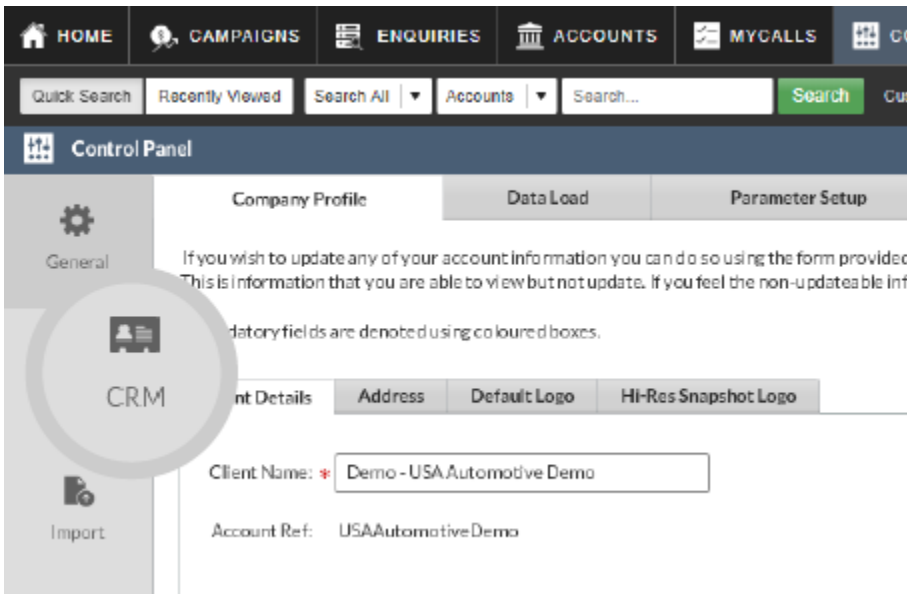 HOME CAMPAIGNS ENQUIRIES ACCOUNTS MYCALLS
Quick Search Recently Viewed Search All Accounts Search... Search
Control Panel
Company Profile Data Load Parameter Setup
General
If you wish to update any of your account information you can do so using the form provided
This is information that you are able to view but not update. If you feel the non-updateable
fields are denoted using coloured boxes.
CRM
Details Address Default Logo Hi-Res Snapshot Logo
Client Name: * Demo - USA Automotive Demo
Import
Account Ref: USAAutomotiveDemo